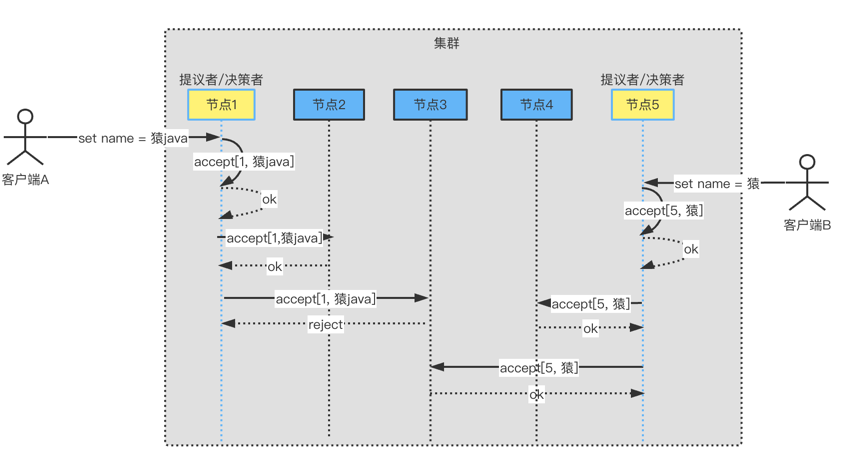 集群
提议者/决策者
提议者/决策者
节点1
节点2
节点3
节点4
节点5
set name = 猿java
accept[1, 猿java]
客户端A
set name = 猿
ok
accept[5, 猿]
客户端B
accept[1,猿java]
ok
ok
accept[1, 猿java]
accept[5, 猿]
reject
ok
accept[5, 猿]
ok